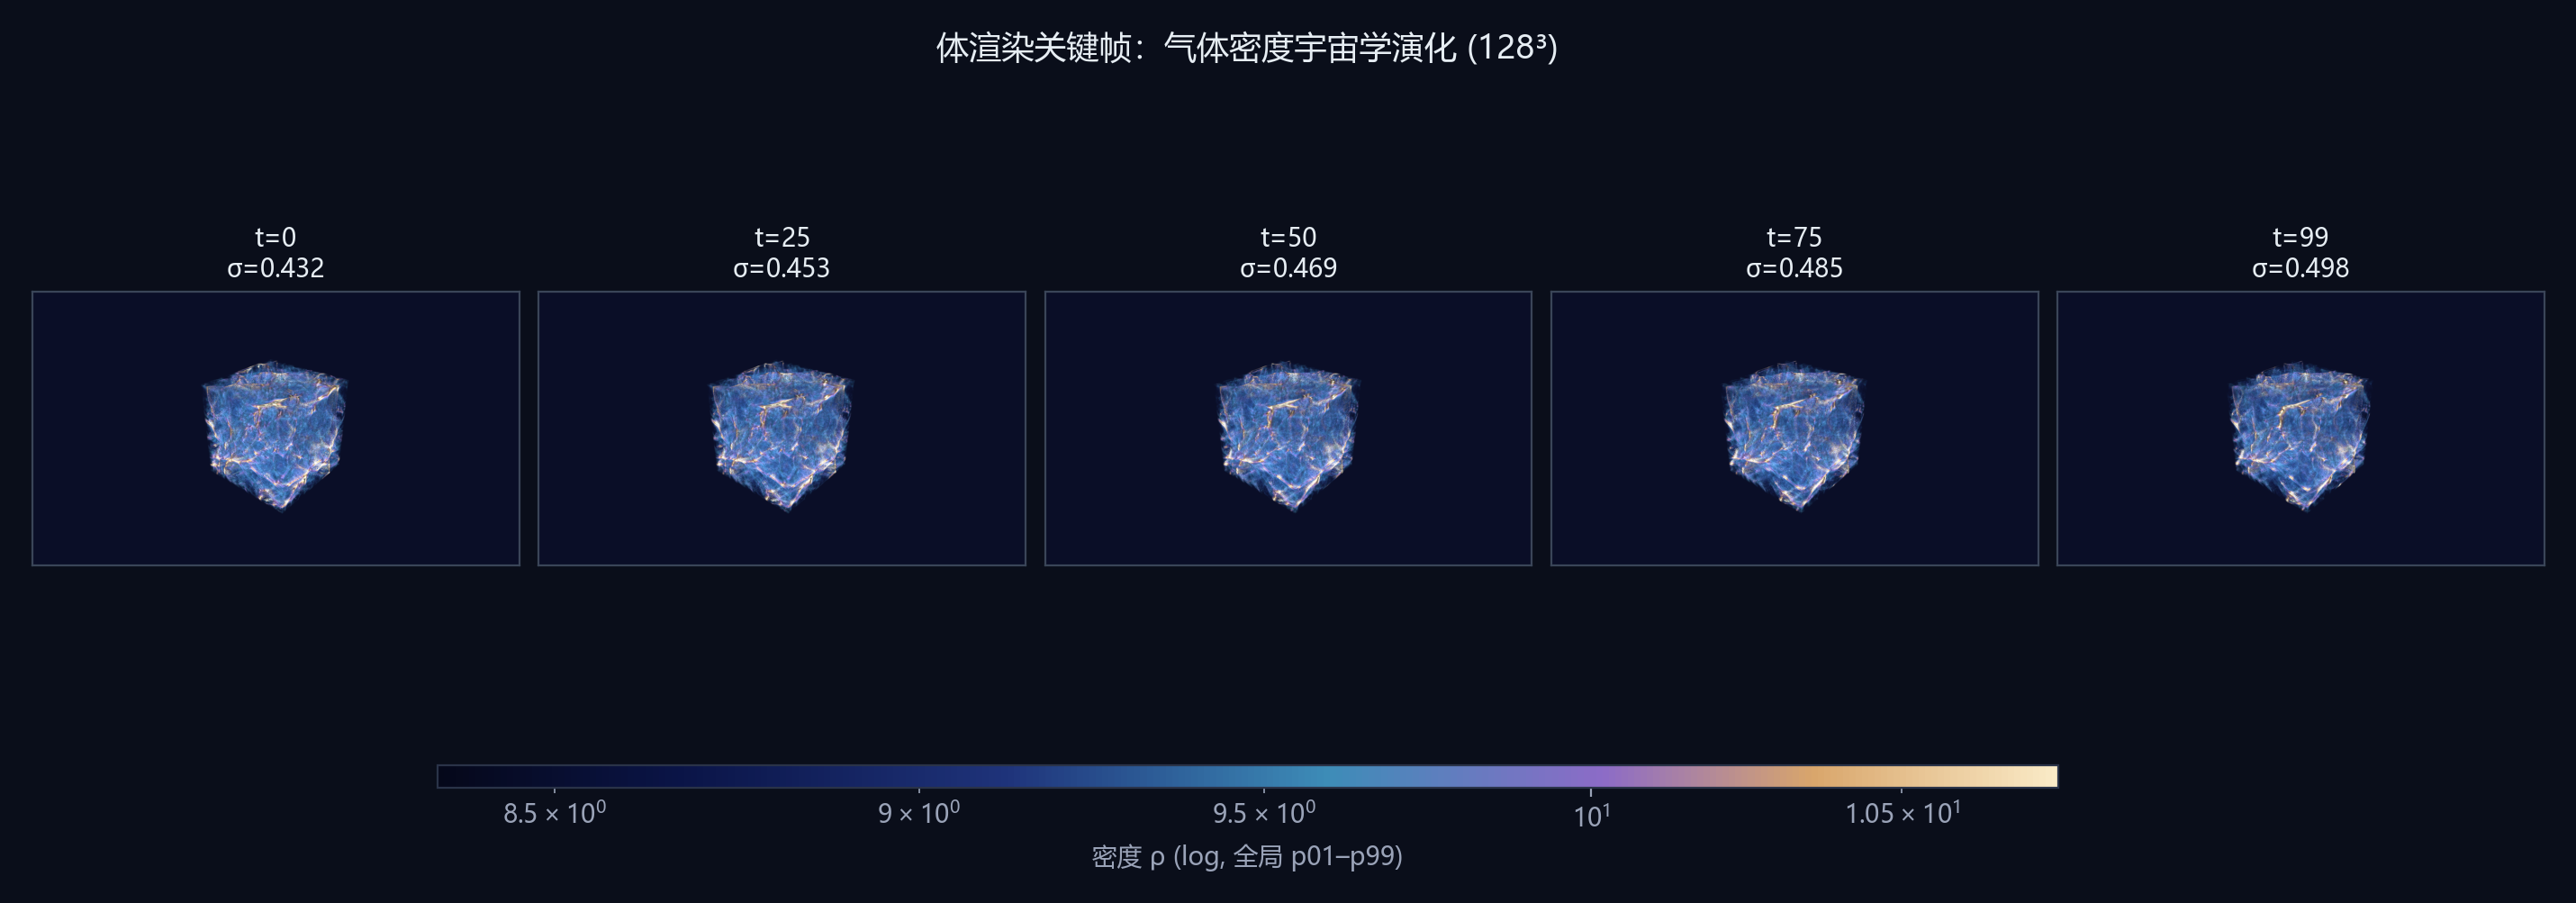 体渲染关键帧：气体密度宇宙学演化 (128³)
t=0
σ=0.432
t=25
σ=0.453
t=50
σ=0.469
t=75
σ=0.485
t=99
σ=0.498
8.5 × 10⁰
9 × 10⁰
9.5 × 10⁰
10¹
1.05 × 10¹
密度 ρ (log, 全局 p01–p99)